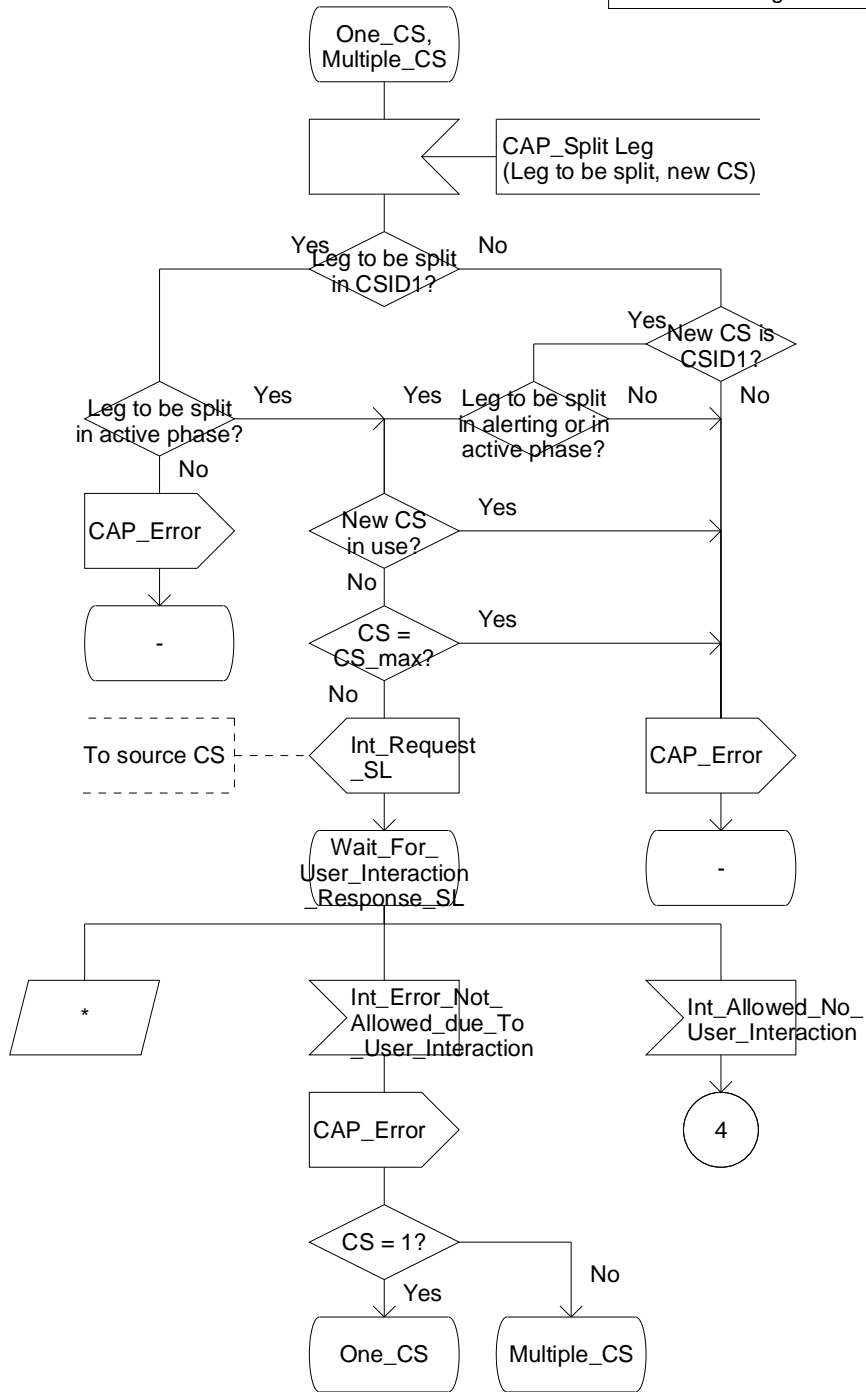 One_CS,
Multiple_CS
CAP_Split Leg
(Leg to be split, new CS)
Yes
Leg to be split
in CSID1?
No
Yes
New CS is
CSID1?
No
Leg to be split
in active phase?
Yes
No
Yes
Leg to be split
in alerting or in
active phase?
No
CAP_Error
-
New CS
in use?
Yes
No
CS =
CS_max?
Yes
No
To source CS
Int_Request
_SL
CAP_Error
-
Wait_For_
User_Interaction
_Response_SL
*
Int_Error_Not_
Allowed_due_To
_User_Interaction
Int_Allowed_No_
User_Interaction
CAP_Error
4
CS = 1?
No
Yes
One_CS
Multiple_CS